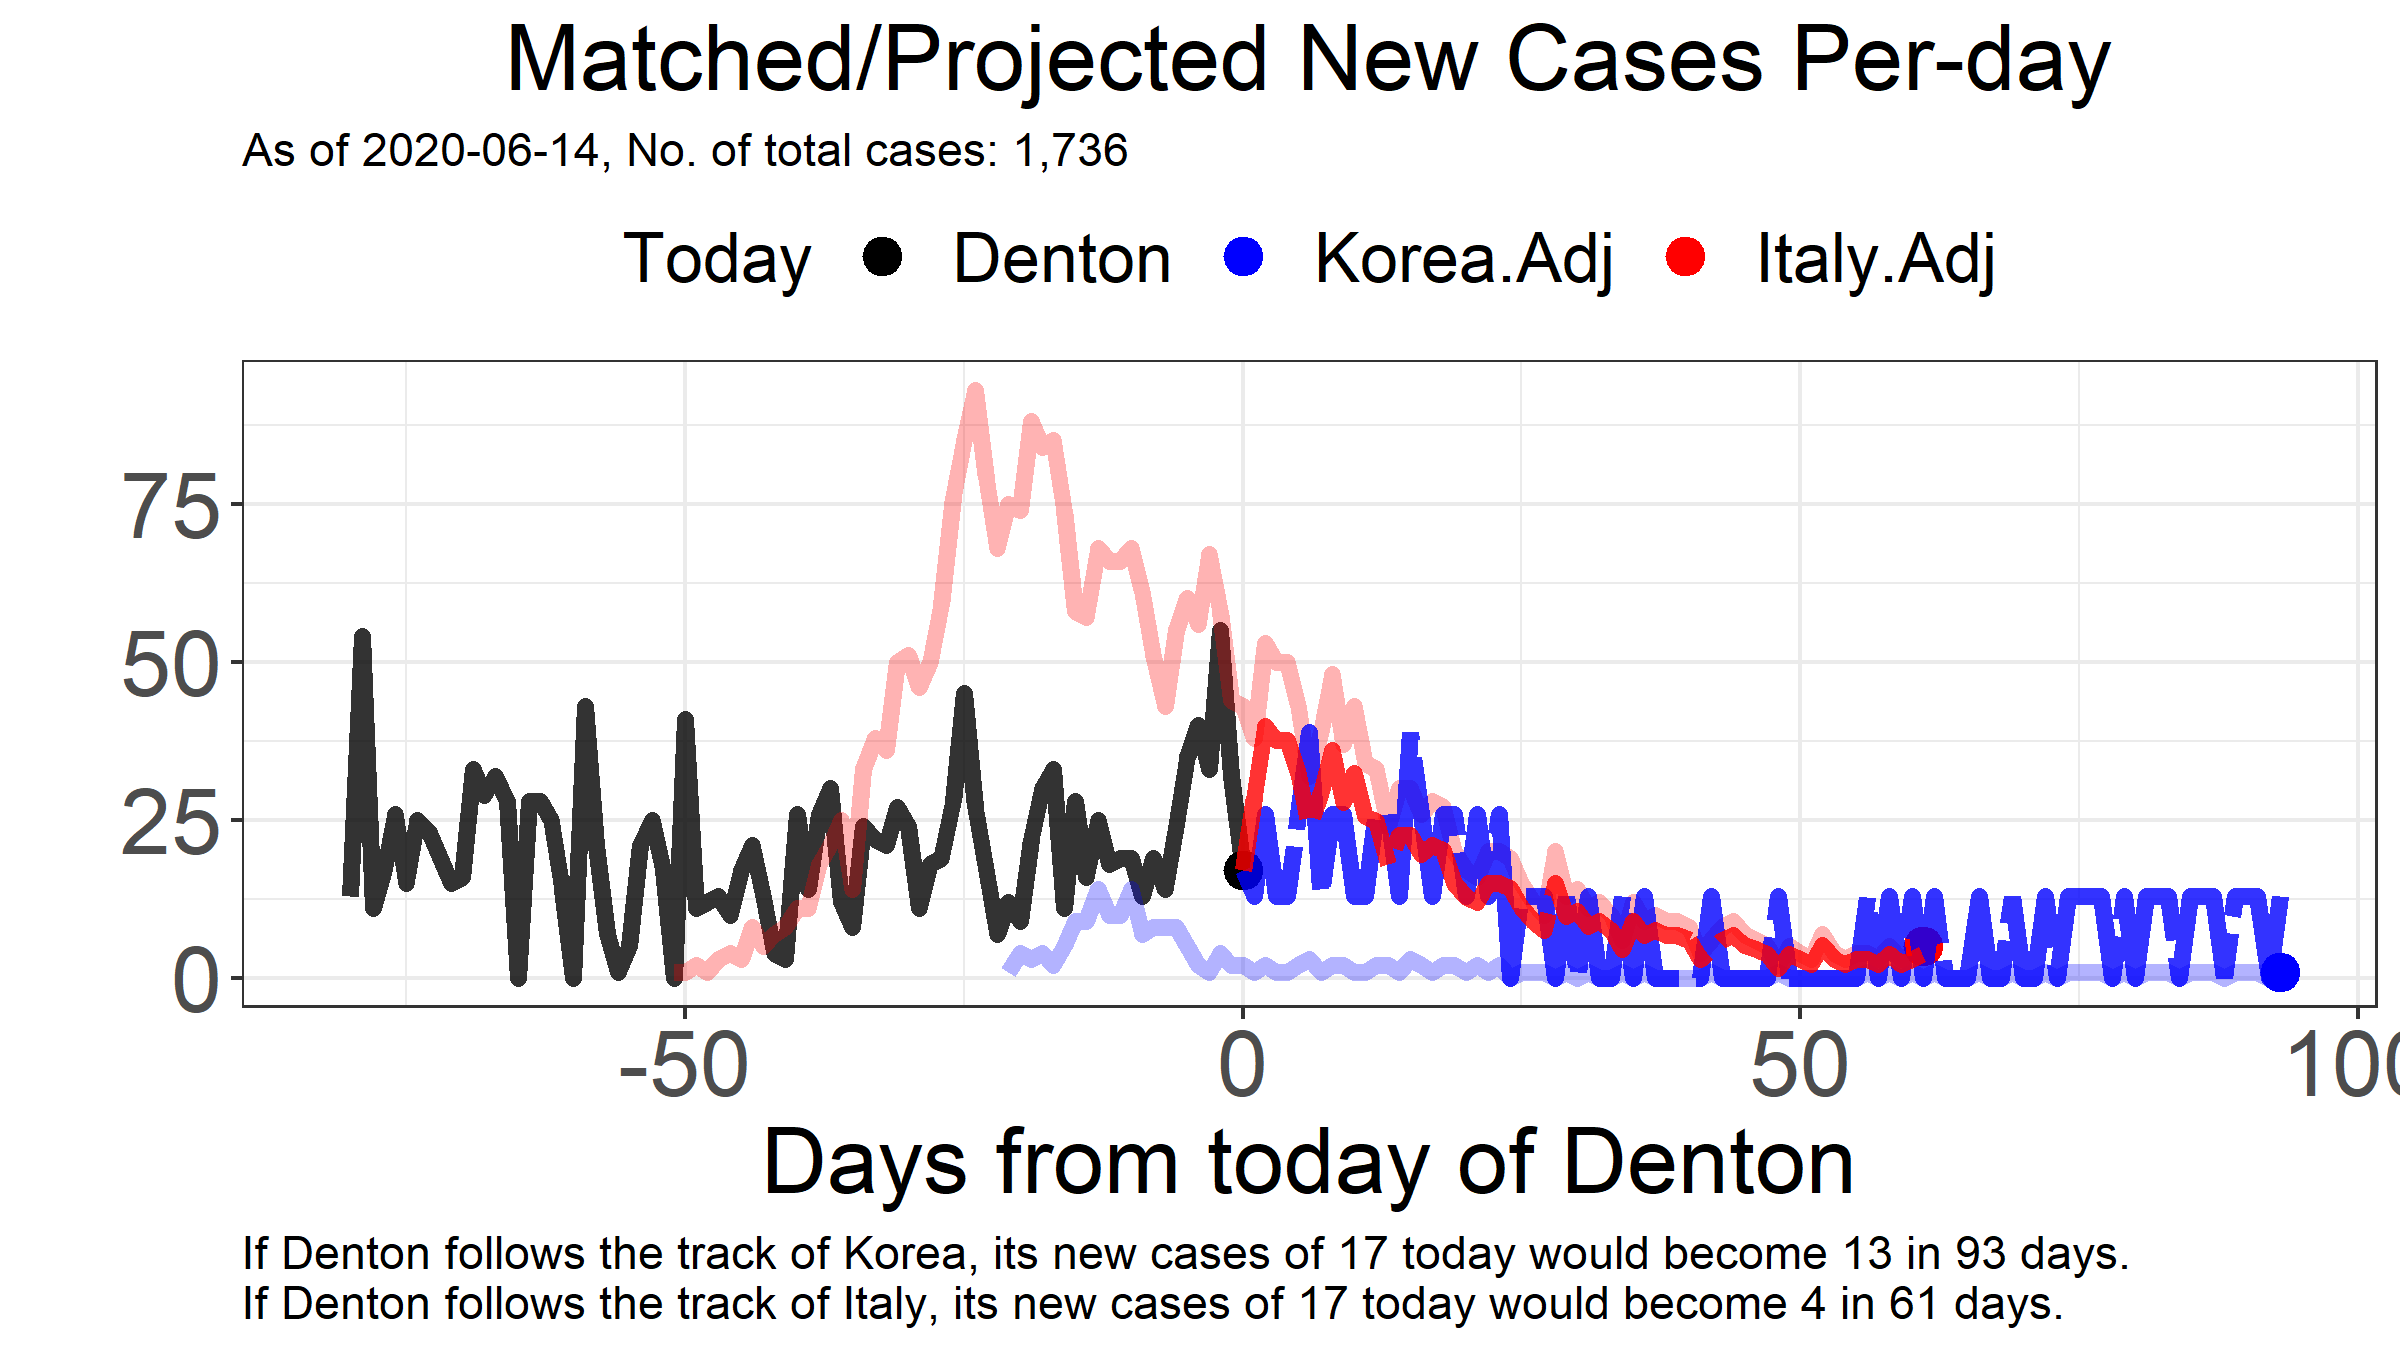 Matched/Projected New Cases Per-day
As of 2020-06-14, No. of total cases: 1,736
Today Denton Korea.Adj Italy.Adj
75
50
25
0
-50 0 50 100
Days from today of Denton
If Denton follows the track of Korea, its new cases of 17 today would become 13 in 93 days.
If Denton follows the track of Italy, its new cases of 17 today would become 4 in 61 days.